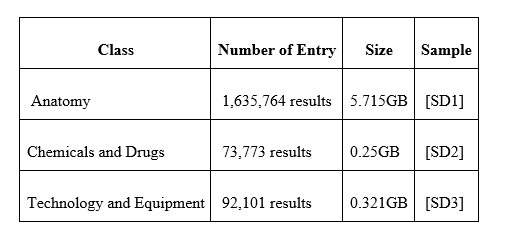 Class Number of Entry Size Sample
Anatomy 1,635,764 results 5.715GB [SD1]
Chemicals and Drugs 73,773 results 0.25GB [SD2]
Technology and Equipment 92,101 results 0.321GB [SD3]